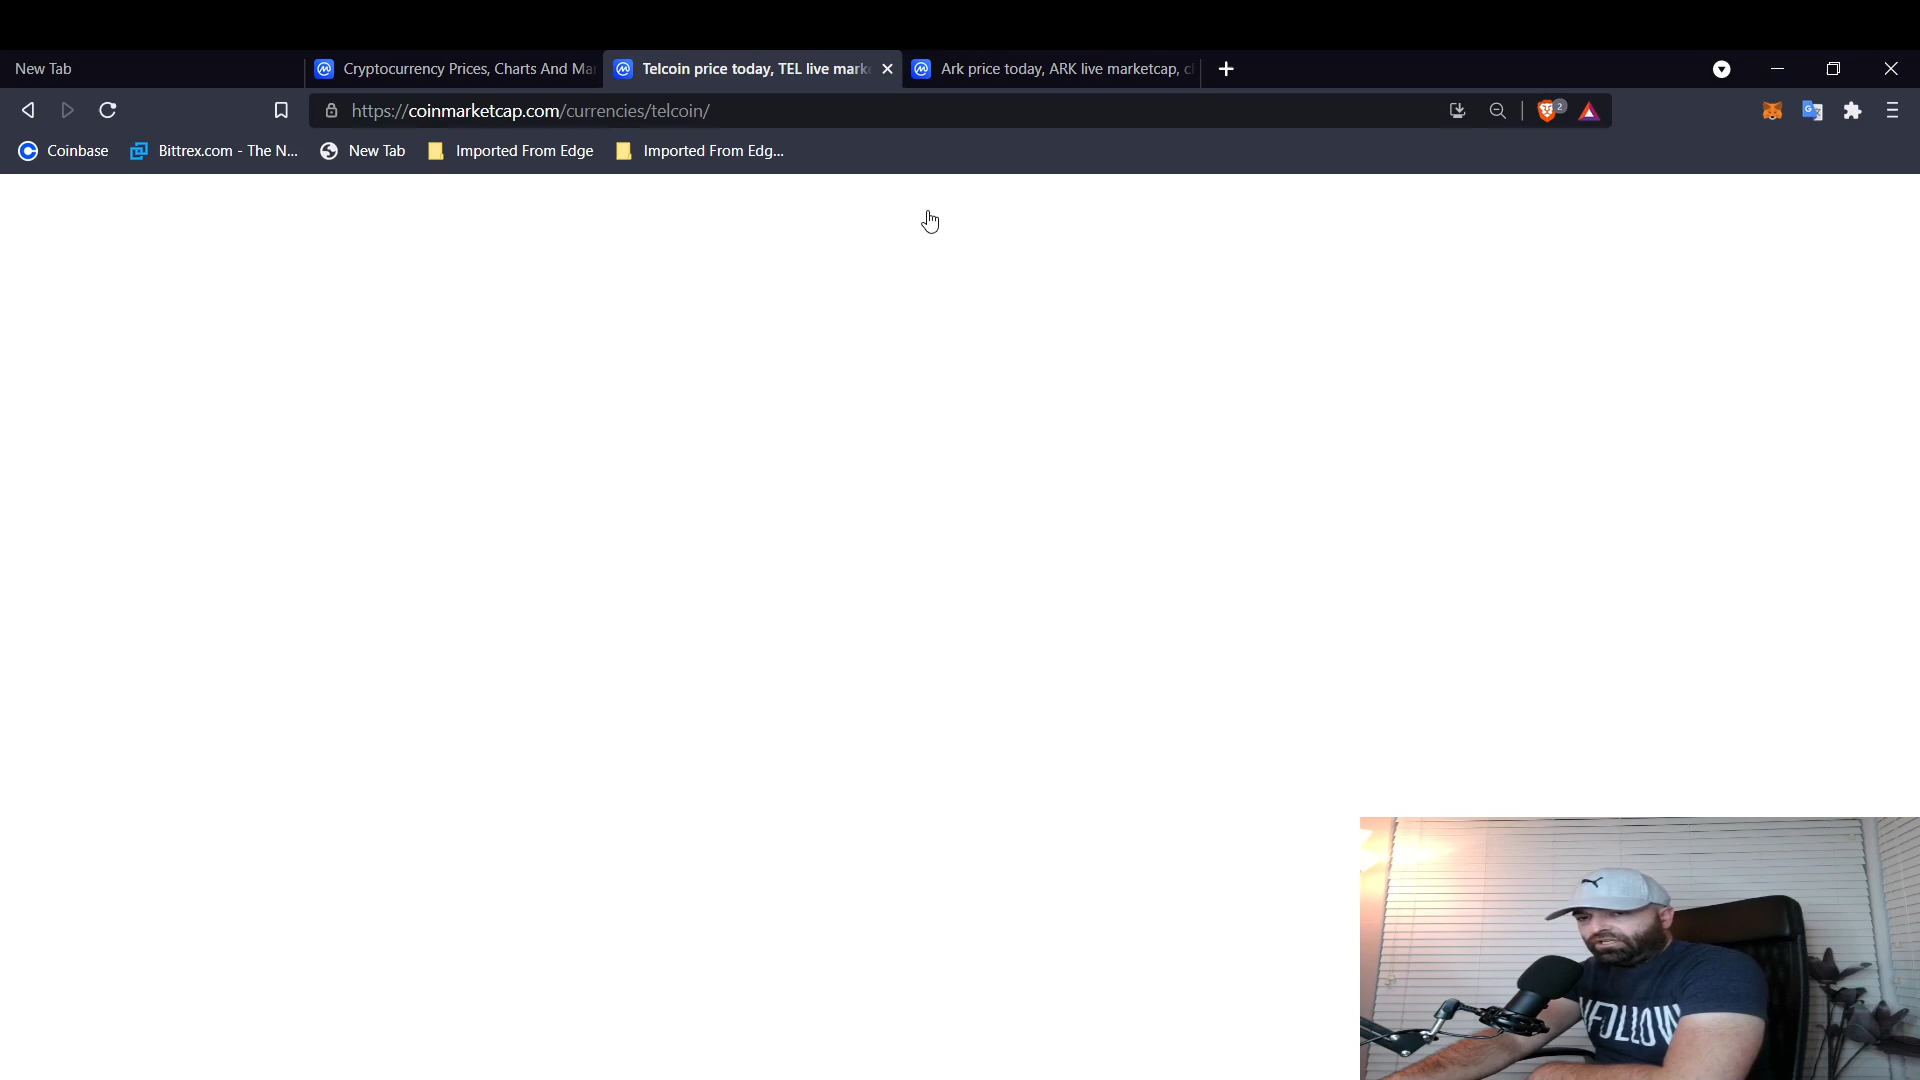 New Tab
Cryptocurrency Prices, Charts And Ma
Telcoin price today, TEL live mark
Ark price today, ARK live marketcap, c
https://coinmarketcap.com/currencies/telcoin/
2
Coinbase
Bittrex.com - The N...
New Tab
Imported From Edge
Imported From Edg...
FOLLOW